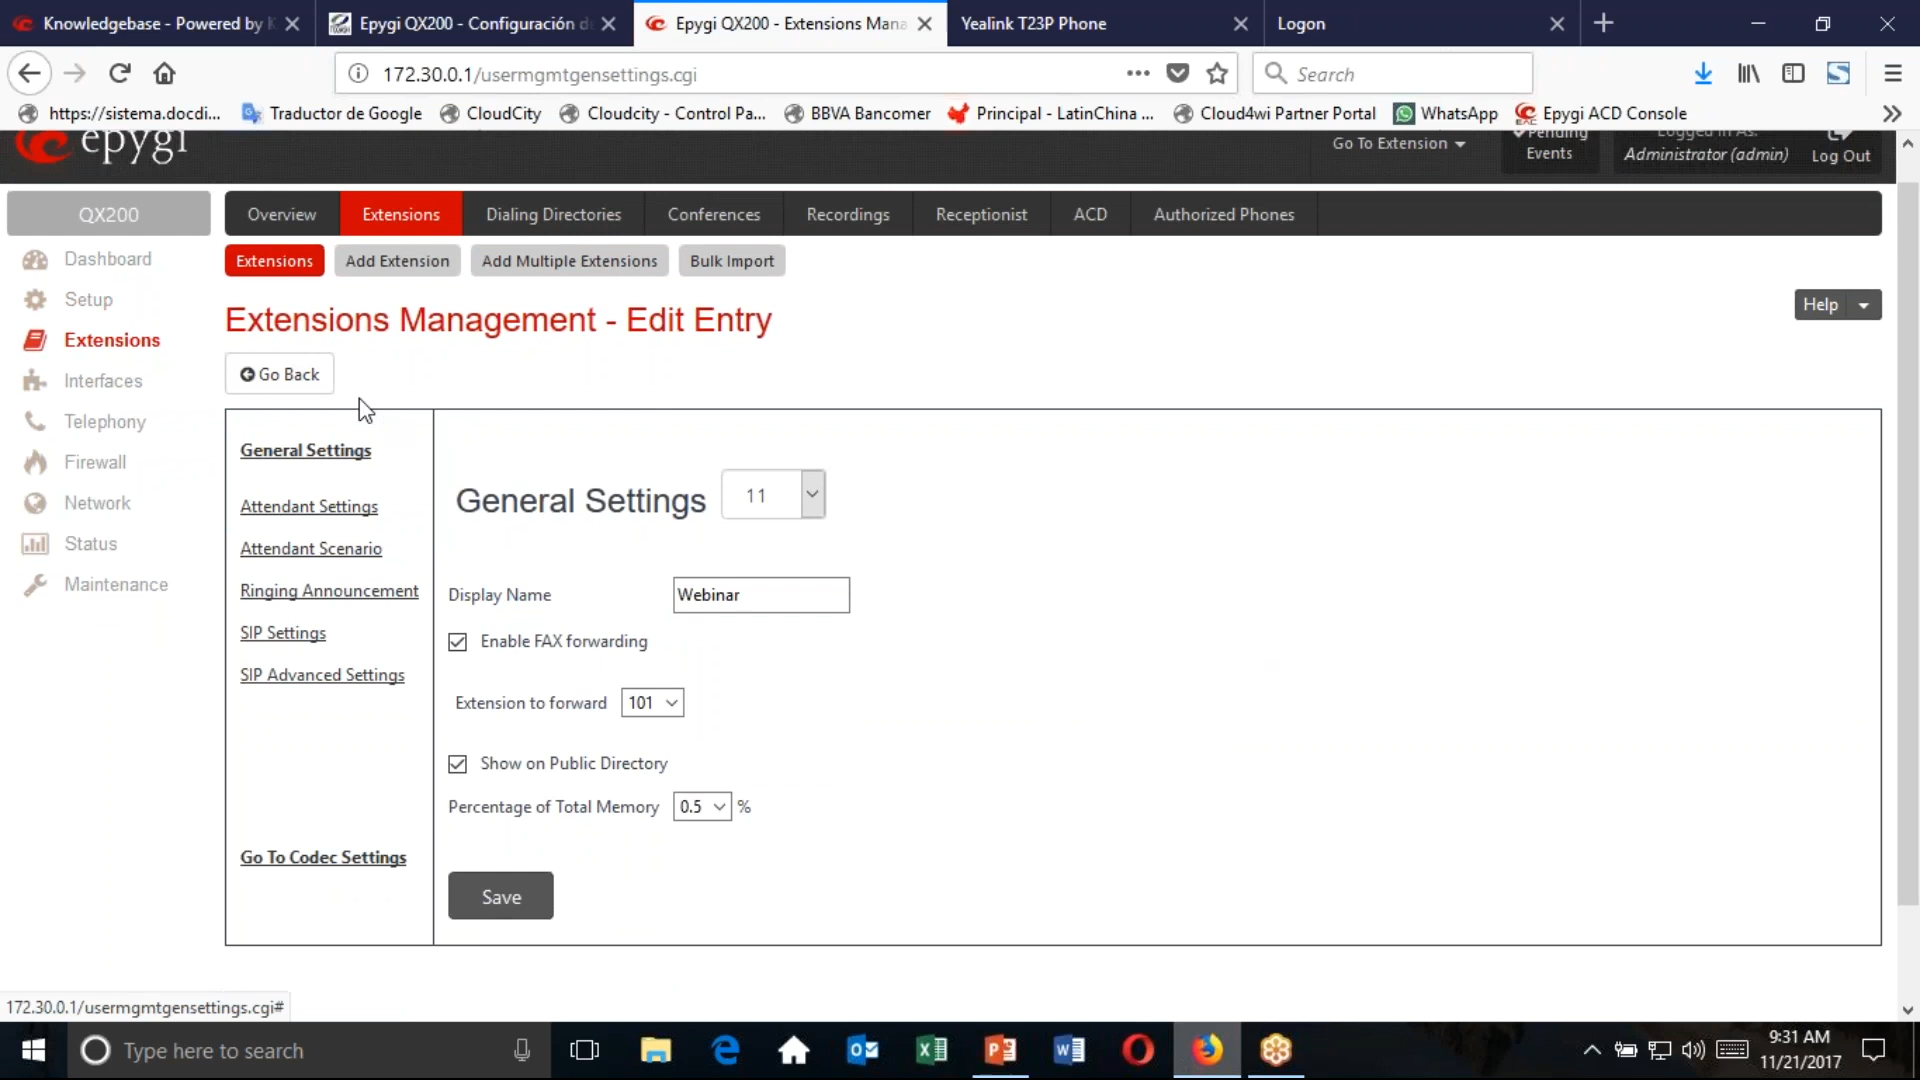 Knowledgebase - Powered by K
Epygi QX200 - Configuración d
Epygi QX200 - Extensions Mana
Yealink T23P Phone
Logon
172.30.0.1/usermgmtgensettings.cgi
Search
https://sistema.docdi...
Traductor de Google
CloudCity
Cloudcity - Control Pa...
BBVA Bancomer
Principal - LatinChina ...
Cloud4wi Partner Portal
WhatsApp
Epygi ACD Console
epygi
Go To Extension
Pending
Events
Logged In As:
Administrator (admin)
Log Out
QX200
Overview
Extensions
Dialing Directories
Conferences
Recordings
Receptionist
ACD
Authorized Phones
Dashboard
Setup
Extensions
Interfaces
Telephony
Firewall
Network
Status
Maintenance
Extensions
Add Extension
Add Multiple Extensions
Bulk Import
Extensions Management - Edit Entry
Help
Go Back
General Settings
Attendant Settings
Attendant Scenario
Ringing Announcement
SIP Settings
SIP Advanced Settings
Go To Codec Settings
General Settings 11
Display Name Webinar
Enable FAX forwarding
Extension to forward 101
Show on Public Directory
Percentage of Total Memory 0.5 %
Save
172.30.0.1/usermgmtgensettings.cgi#
Type here to search
9:31 AM
11/21/2017